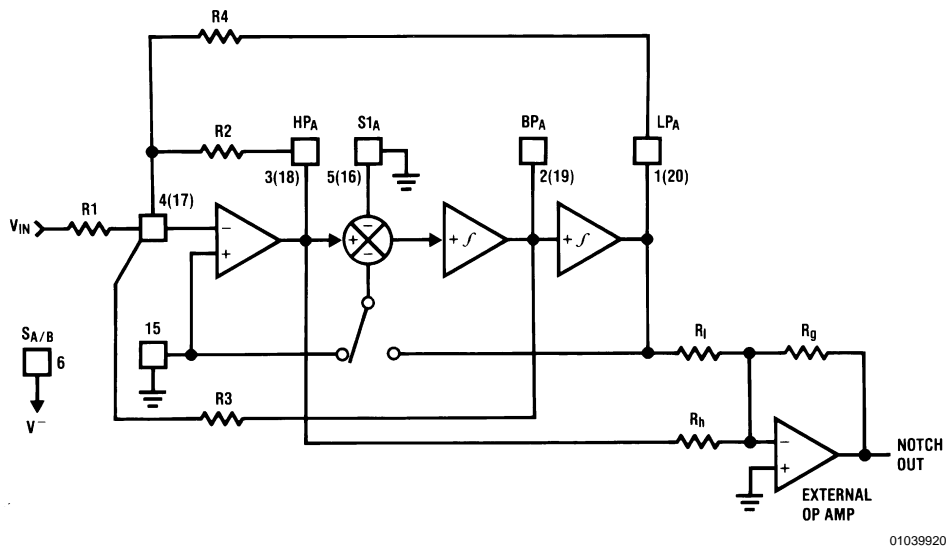 R4
HPA
S1A
BPA
LPA
R2
3(18)
5(16)
2(19)
1(20)
4(17)
R1
VIN
−
+
+
−
−
+ ∫
+ ∫
SA/B
6
V−
15
Rl
Rg
R3
Rh
−
+
NOTCH
OUT
EXTERNAL
OP AMP
01039920